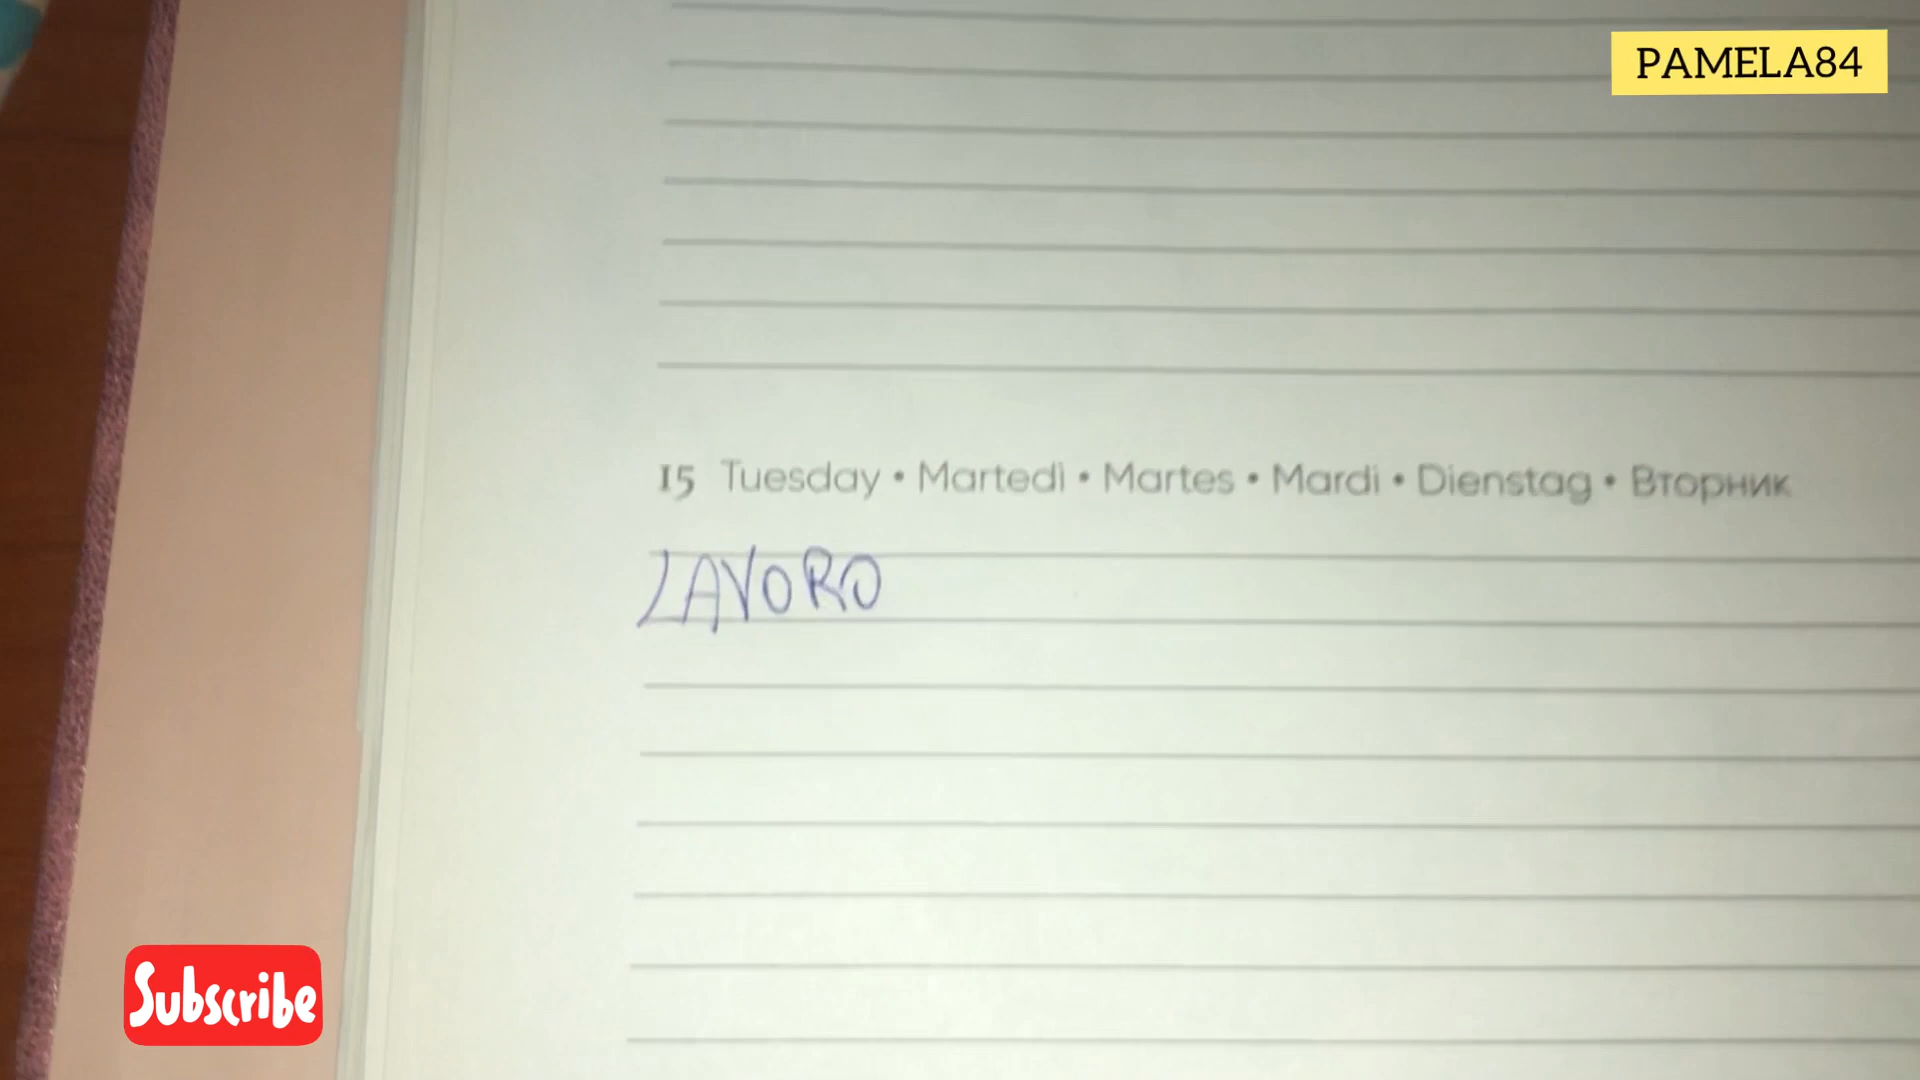 PAMELA84
15 Tuesday • Martedì • Martes • Mardi • Dienstag • Вторник
LAVORO
Subscribe